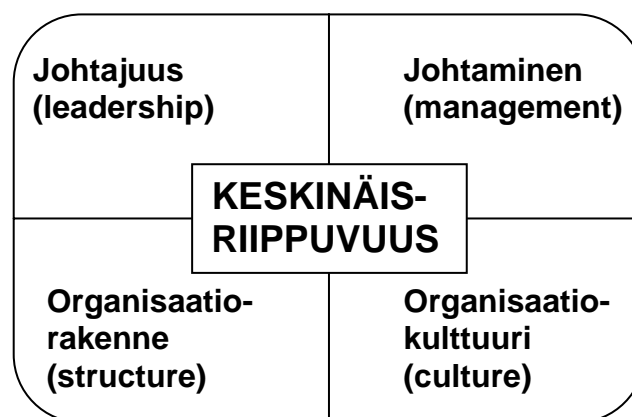 Johtajuus
(leadership)
Johtaminen
(management)
KESKINÄIS-
RIIPPUVUUS
Organisaatio-
rakenne
(structure)
Organisaatio-
kulttuuri
(culture)